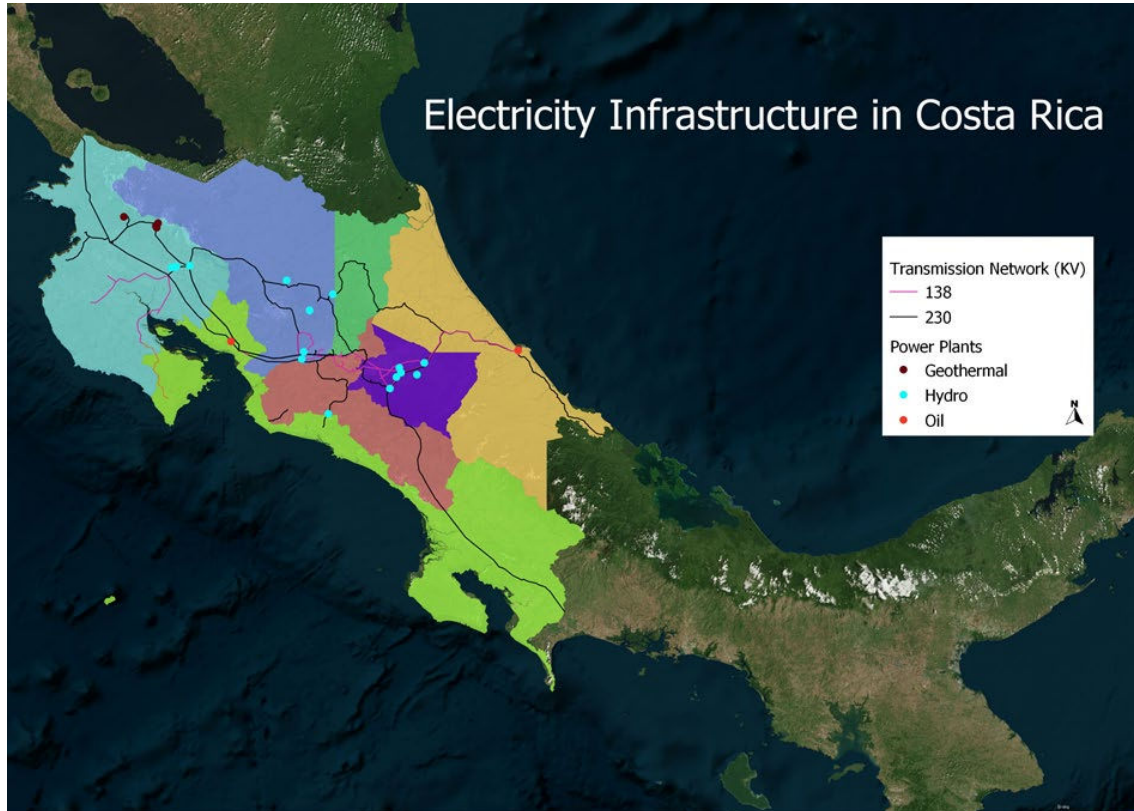 Electricity Infrastructure in Costa Rica
Transmission Network (KV)
138
230
Power Plants
Geothermal
Hydro
Oil
N